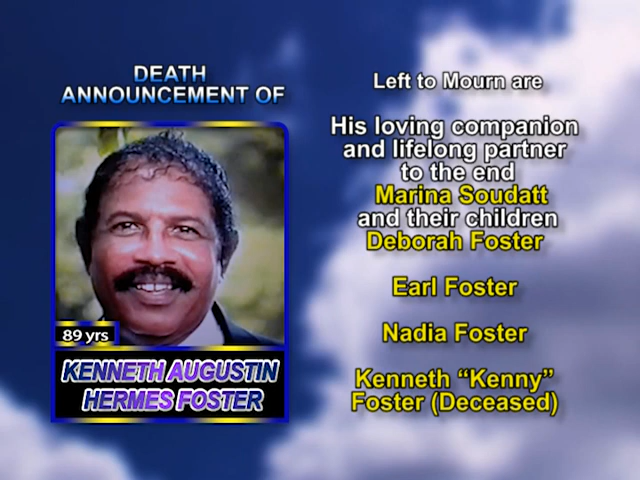 DEATH
ANNOUNCEMENT OF
89 yrs
KENNETH AUGUSTIN
HERMES FOSTER
Left to Mourn are
His loving companion
and lifelong partner
to the end
Marina Soudatt
and their children
Deborah Foster
Earl Foster
Nadia Foster
Kenneth “Kenny”
Foster (Deceased)